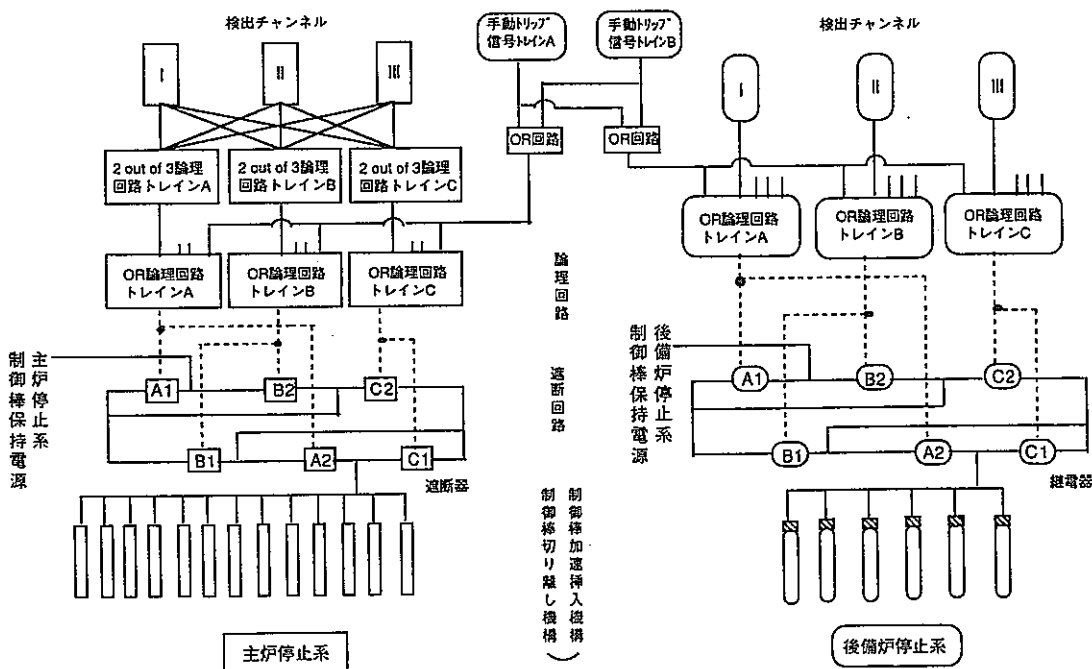 検出チャンネル
I
II
III
2 out of 3論理
回路トレインA
2 out of 3論理
回路トレインB
2 out of 3論理
回路トレインC
OR論理回路
トレインA
OR論理回路
トレインB
OR論理回路
トレインC
主炉停止系
制御棒保持電源
A1
B2
C2
B1
A2
C1
遮断器
主炉停止系
手動トリップ
信号トレインA
手動トリップ
信号トレインB
OR回路
OR回路
論理回路
遮断回路
制御棒加速挿入機構
制御棒切り離し機構
検出チャンネル
I
II
III
OR論理回路
トレインA
OR論理回路
トレインB
OR論理回路
トレインC
後備炉停止系
制御棒保持電源
A1
B2
C2
B1
A2
C1
継電器
後備炉停止系